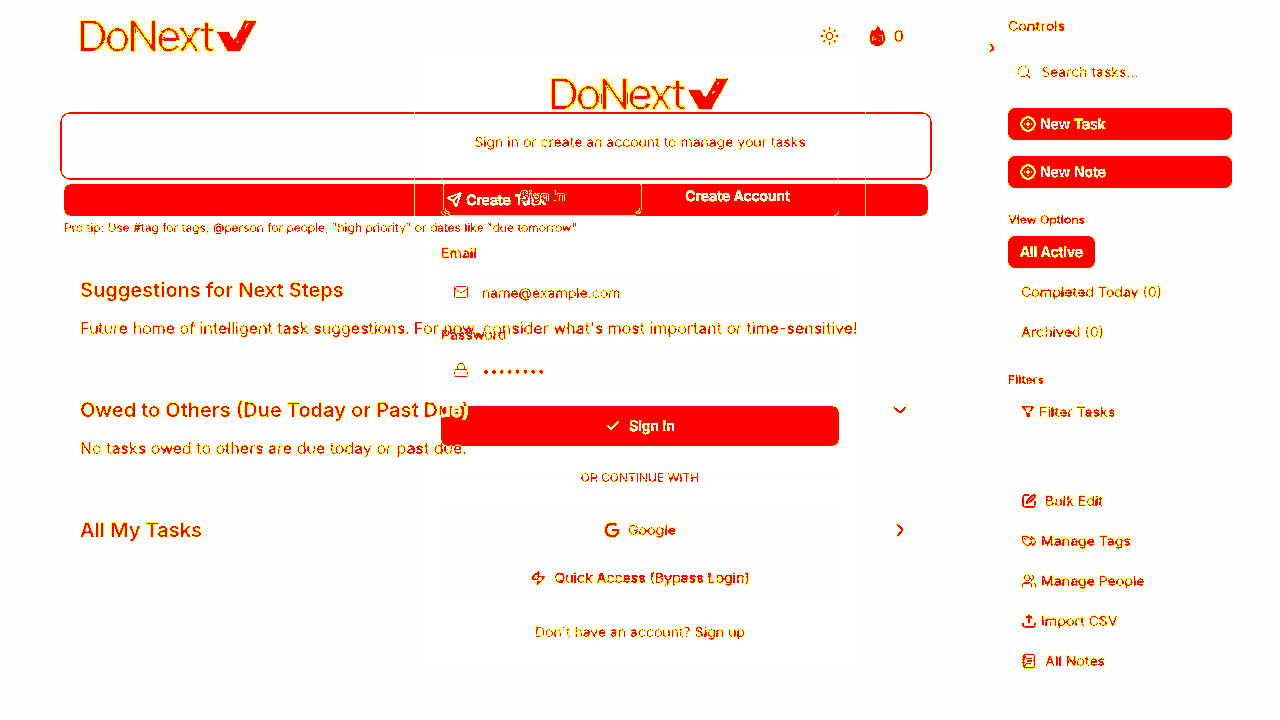 DoNext
0
Controls
Search tasks...
DoNext
New Task
Sign in or create an account to manage your tasks
New Note
Create Task
Sign In
Create Account
View Options
Pro tip: Use #tag for tags, @person for people, "high priority" or dates like "due tomorrow"
Email
All Active
Suggestions for Next Steps
name@example.com
Completed Today (0)
Future home of intelligent task suggestions. For now, consider what's most important or time-sensitive!
Password
Archived (0)
••••••••
Filters
Owed to Others (Due Today or Past Due)
Filter Tasks
Sign In
No tasks owed to others are due today or past due.
OR CONTINUE WITH
Bulk Edit
All My Tasks
Google
Manage Tags
Quick Access (Bypass Login)
Manage People
Import CSV
Don't have an account? Sign up
All Notes